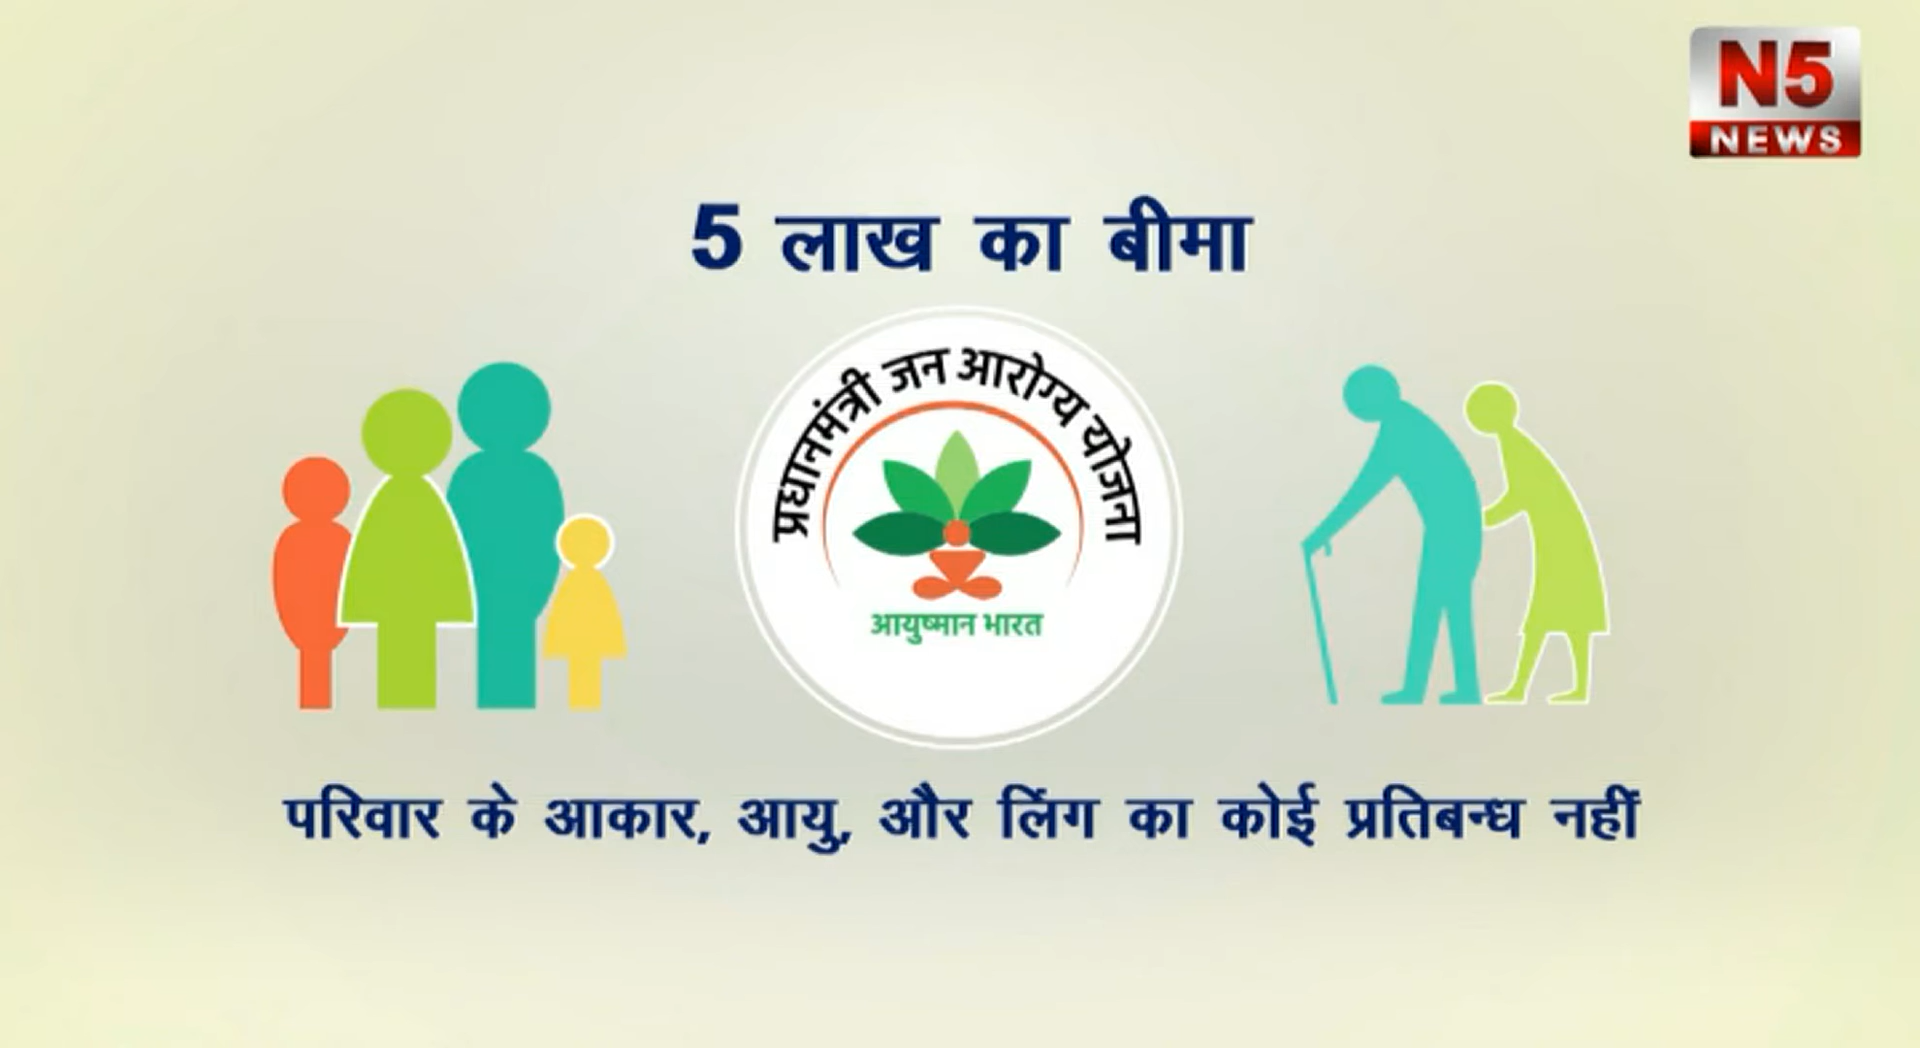 N5
NEWS
5 लाख का बीमा
प्रधानमंत्री जन आरोग्य योजना
आयुष्मान भारत
परिवार के आकार, आयु, और लिंग का कोई प्रतिबन्ध नहीं